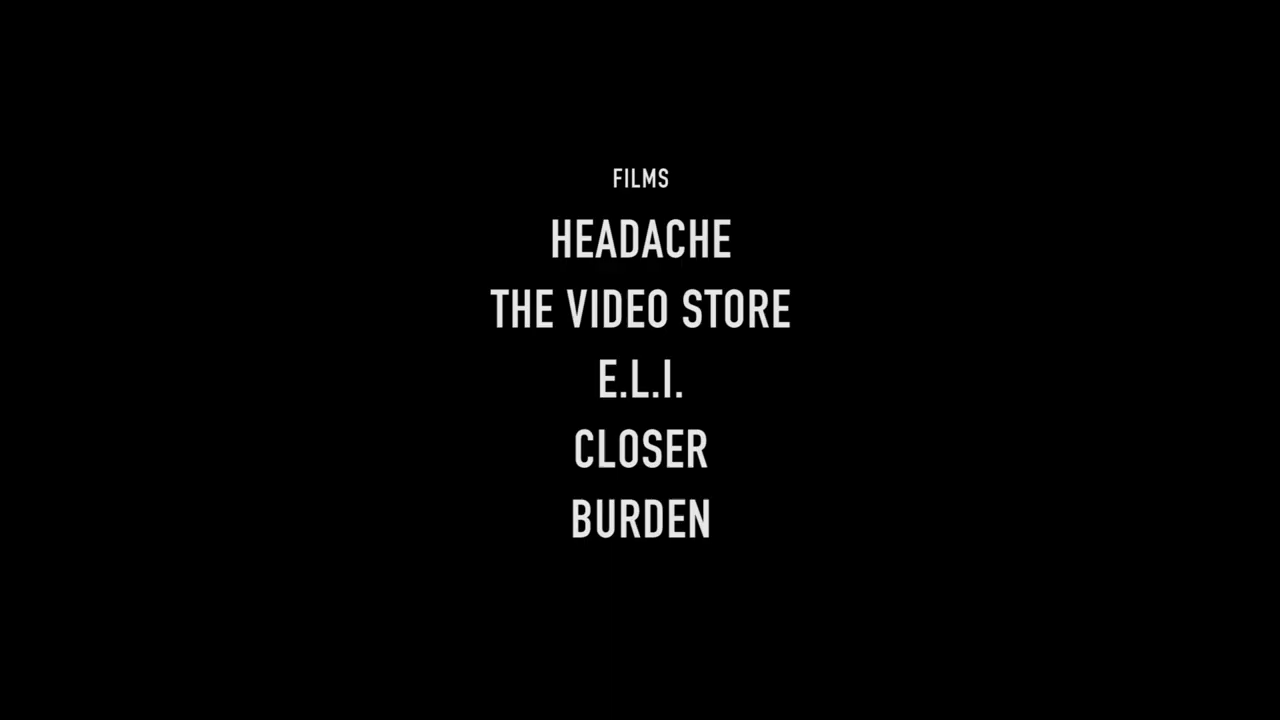 FILMS
HEADACHE
THE VIDEO STORE
E.L.I.
CLOSER
BURDEN